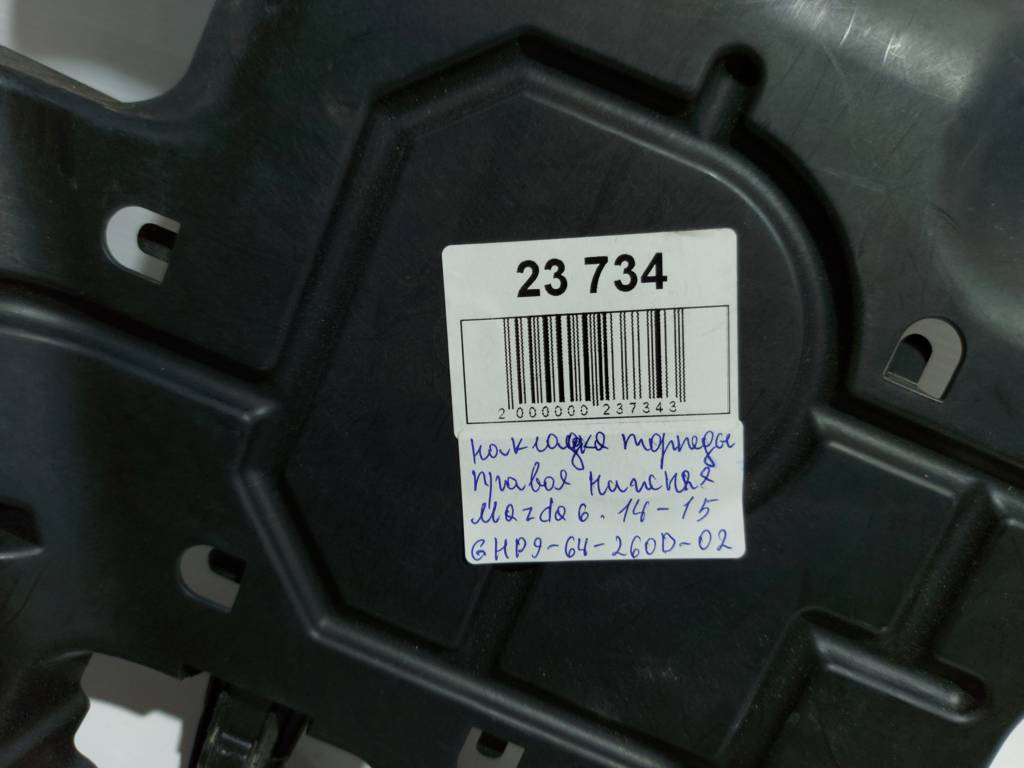 23 734
2 000000 237343
накладка торпеды
правая нижняя
Mazda 6. 14-15
GHP9-64-260D-02